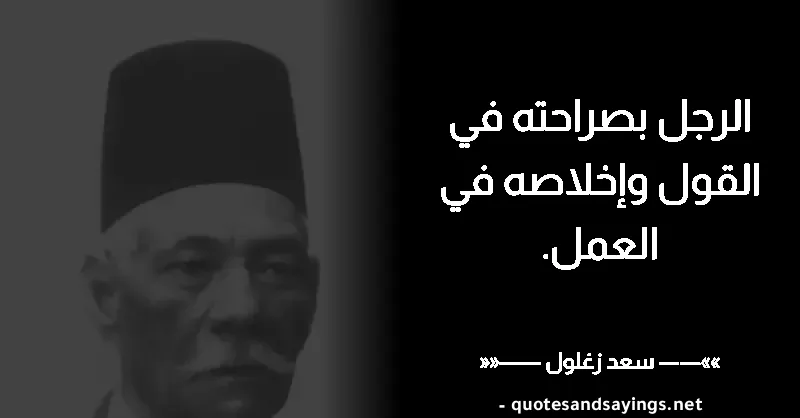 الرجل بصراحته في
القول وإخلاصه في
العمل.
»»—— سعد زغلول ——««
- quotesandsayings.net